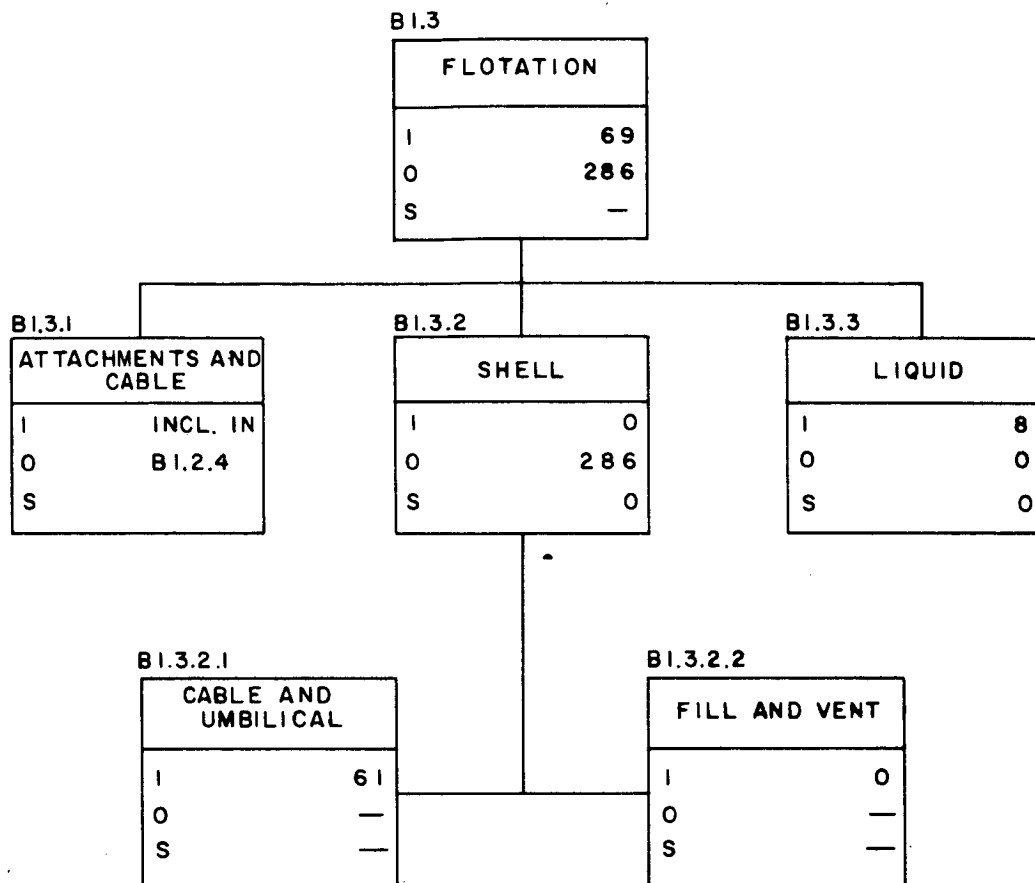 B1.3
FLOTATION
I 69
O 286
S —
B1.3.1
ATTACHMENTS AND
CABLE
I INCL. IN
O B1.2.4
S
B1.3.2
SHELL
I 0
O 286
S 0
B1.3.3
LIQUID
I 8
O 0
S 0
B1.3.2.1
CABLE AND
UMBILICAL
I 61
O —
S —
B1.3.2.2
FILL AND VENT
I 0
O —
S —